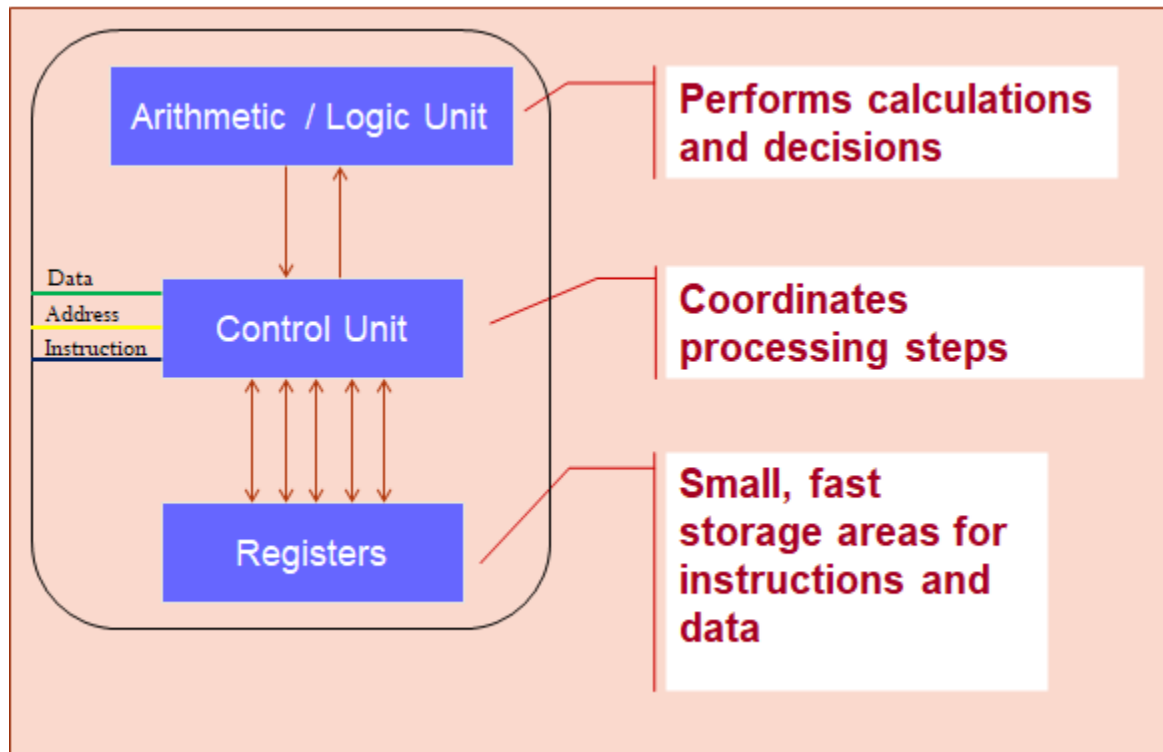 Arithmetic / Logic Unit
Performs calculations
and decisions
Data
Address
Instruction
Control Unit
Coordinates
processing steps
Registers
Small, fast
storage areas for
instructions and
data